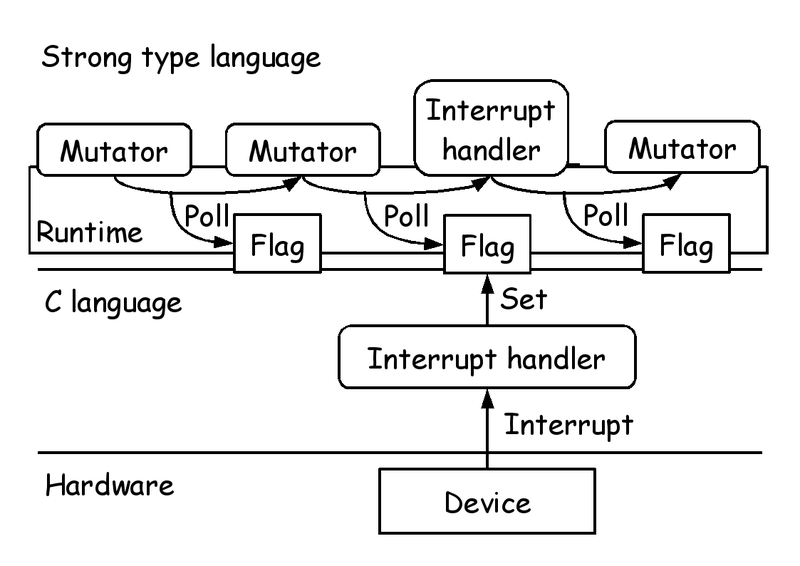 Strong type language
Interrupt
handler
Mutator
Mutator
Mutator
Poll
Poll
Poll
Runtime
Flag
Flag
Flag
C language
Set
Interrupt handler
Interrupt
Hardware
Device